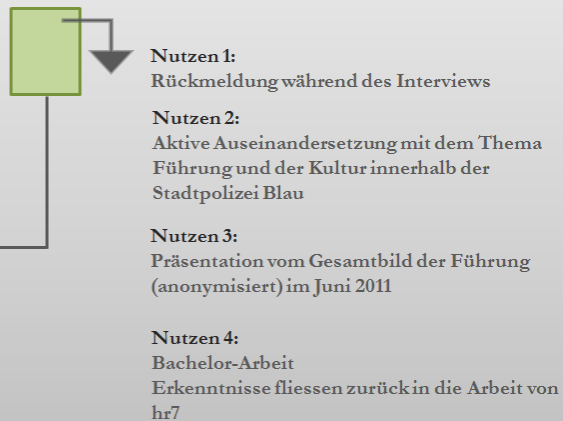 Nutzen 1:
Rückmeldung während des Interviews
Nutzen 2:
Aktive Auseinandersetzung mit dem Thema
Führung und der Kultur innerhalb der
Stadtpolizei Blau
Nutzen 3:
Präsentation vom Gesamtbild der Führung
(anonymisiert) im Juni 2011
Nutzen 4:
Bachelor-Arbeit
Erkenntnisse fliessen zurück in die Arbeit von
hr7